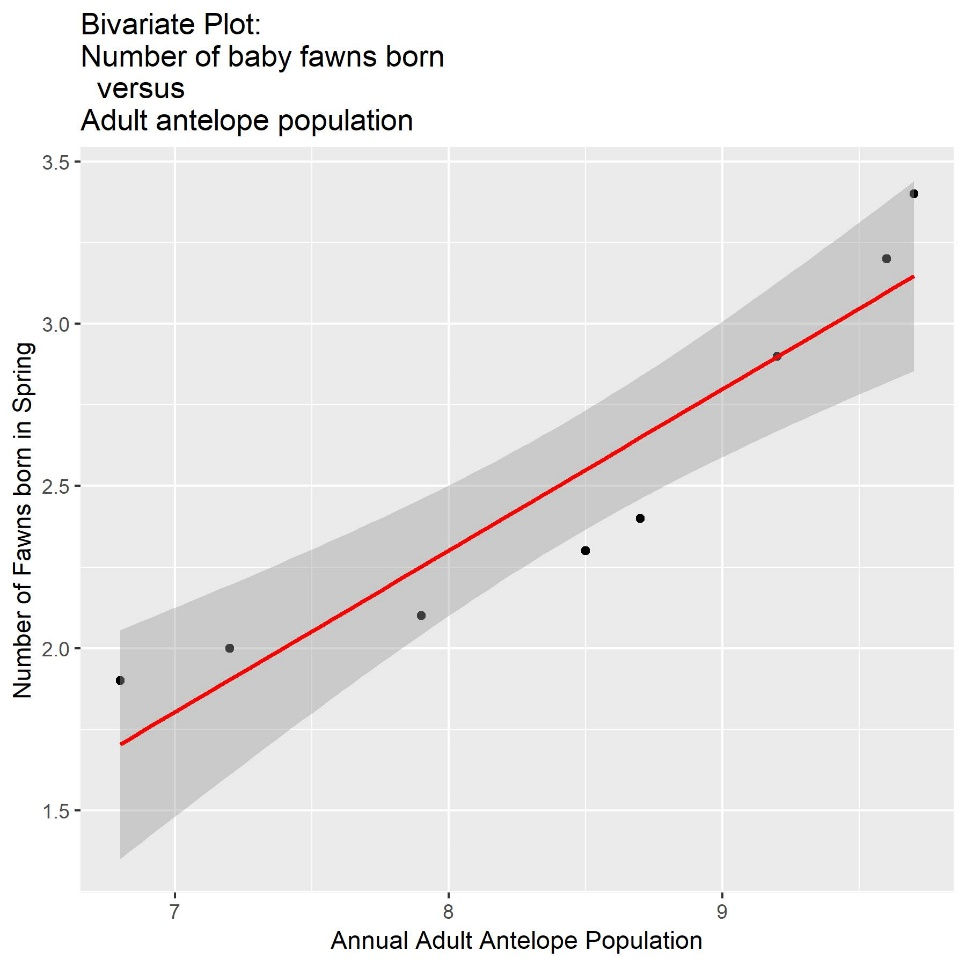 Bivariate Plot:
Number of baby fawns born
versus
Adult antelope population
3.5
3.0
2.5
2.0
1.5
Number of Fawns born in Spring
7
8
9
Annual Adult Antelope Population